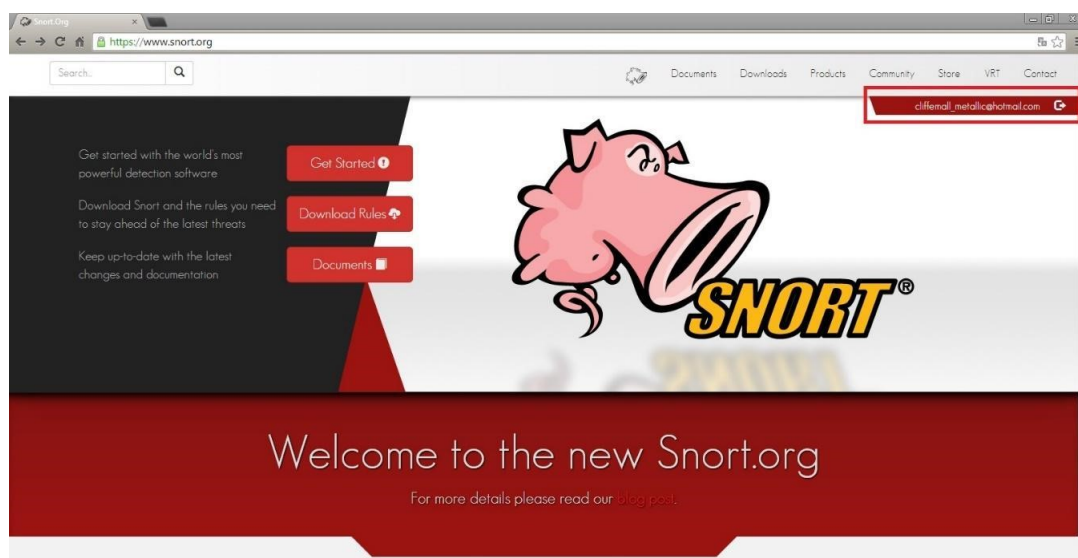 Snort.Org
https://www.snort.org
Search..
Documents Downloads Products Community Store VRT Contact
cliffemall_metallic@hotmail.com
Get started with the world's most
powerful detection software
Get Started
Download Snort and the rules you need
to stay ahead of the latest threats
Download Rules
Keep up-to-date with the latest
changes and documentation
Documents
SNORT®
Welcome to the new Snort.org
For more details please read our blog post.